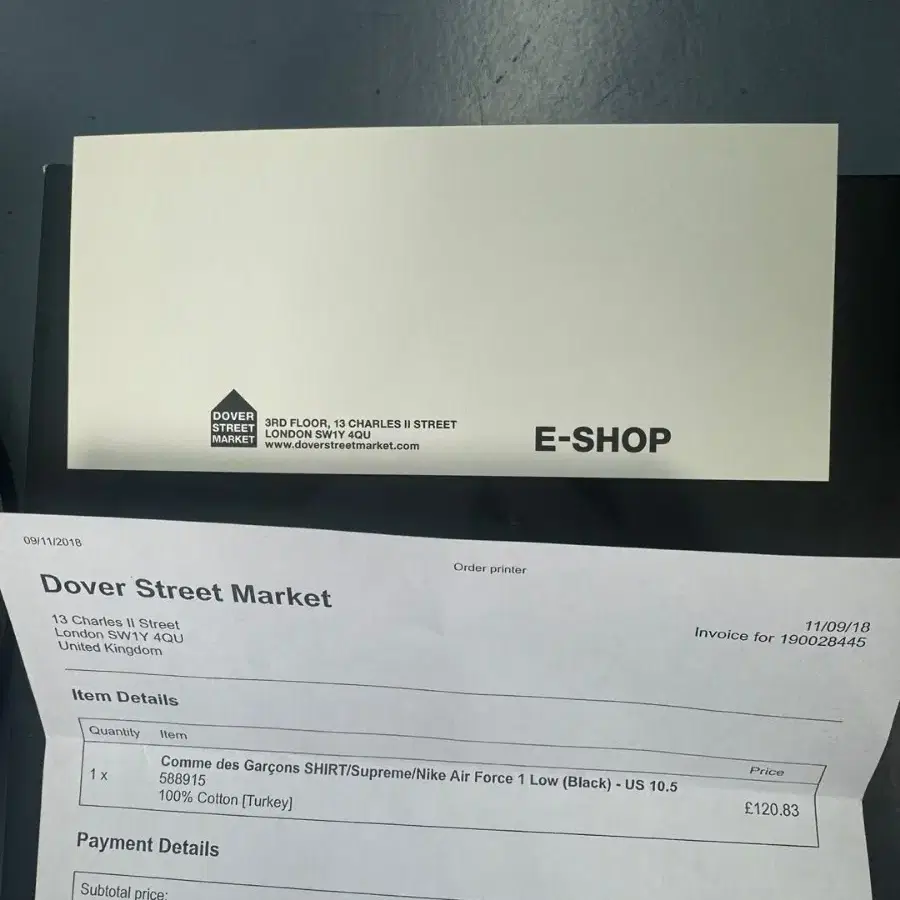 DOVER
STREET
MARKET
3RD FLOOR, 13 CHARLES II STREET
LONDON SW1Y 4QU
www.doverstreetmarket.com
E-SHOP
09/11/2018
Order printer
Dover Street Market
13 Charles II Street
London SW1Y 4QU
United Kingdom
11/09/18
Invoice for 190028445
Item Details
Quantity Item Price
Comme des Garçons SHIRT/Supreme/Nike Air Force 1 Low (Black) - US 10.5
1 x 588915 £120.83
100% Cotton [Turkey]
Payment Details
Subtotal price: